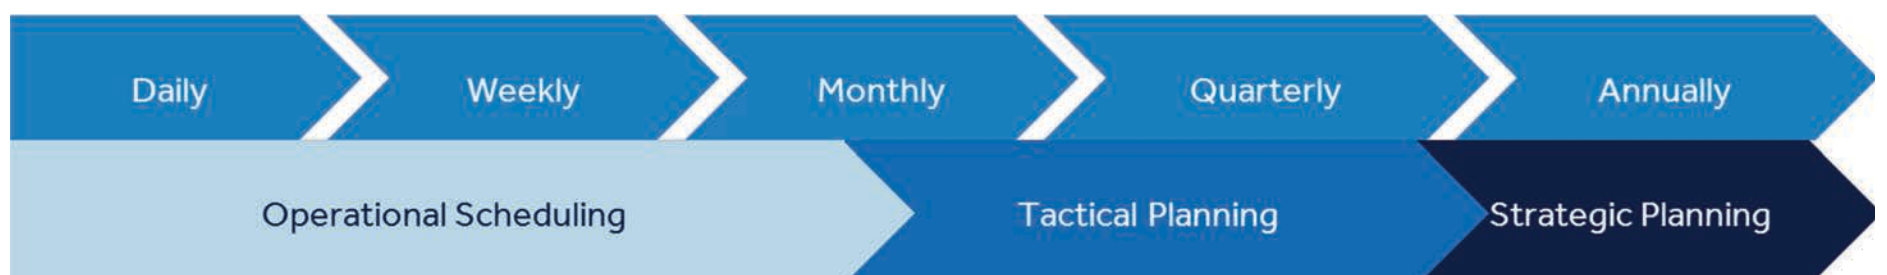 Daily Weekly Monthly Quarterly Annually
Operational Scheduling Tactical Planning Strategic Planning